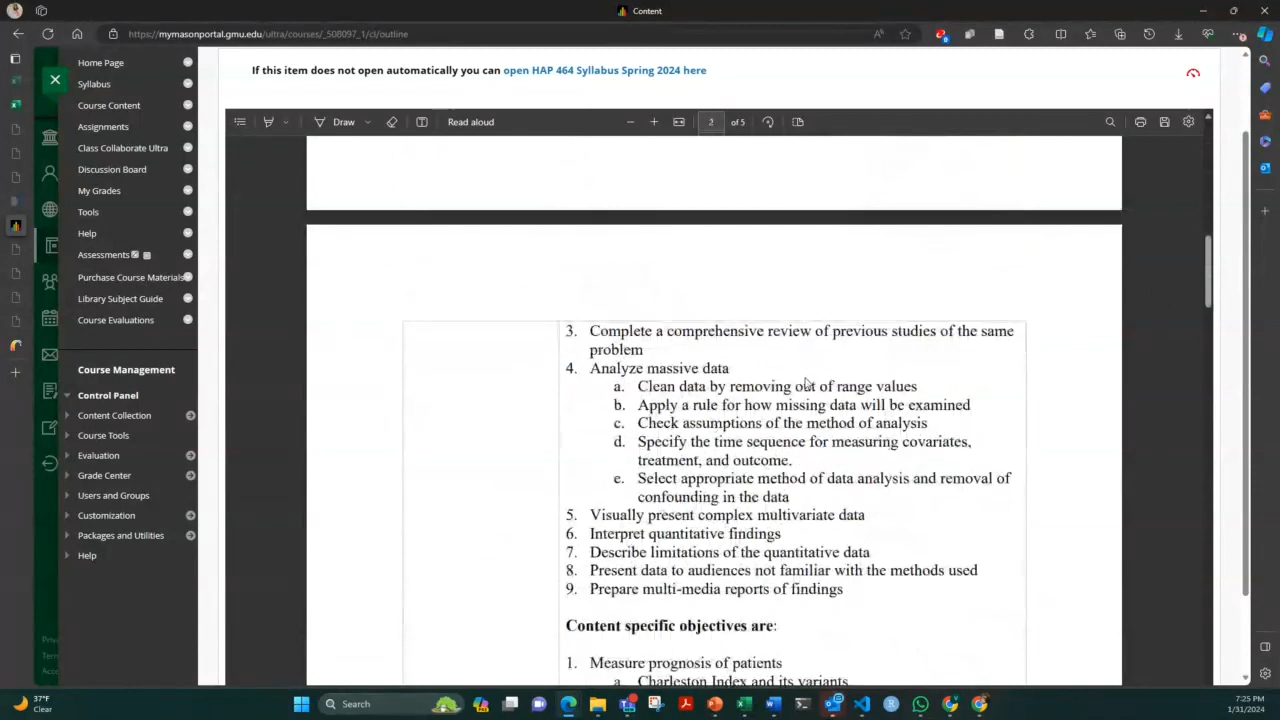 Content
https://mymasonportal.gmu.edu/ultra/courses/_508097_1/cl/outline
Home Page
Syllabus
Course Content
Assignments
Class Collaborate Ultra
Discussion Board
My Grades
Tools
Help
Assessments
Purchase Course Materials
Library Subject Guide
Course Evaluations
Course Management
Control Panel
Content Collection
Course Tools
Evaluation
Grade Center
Users and Groups
Customization
Packages and Utilities
Help
If this item does not open automatically you can open HAP 464 Syllabus Spring 2024 here
Draw
Read aloud
2 of 5
3. Complete a comprehensive review of previous studies of the same
problem
4. Analyze massive data
a. Clean data by removing out of range values
b. Apply a rule for how missing data will be examined
c. Check assumptions of the method of analysis
d. Specify the time sequence for measuring covariates,
treatment, and outcome.
e. Select appropriate method of data analysis and removal of
confounding in the data
5. Visually present complex multivariate data
6. Interpret quantitative findings
7. Describe limitations of the quantitative data
8. Present data to audiences not familiar with the methods used
9. Prepare multi-media reports of findings
Content specific objectives are:
1. Measure prognosis of patients
a. Charleston Index and its variants
37°F
Clear
Search
7:25 PM
1/31/2024